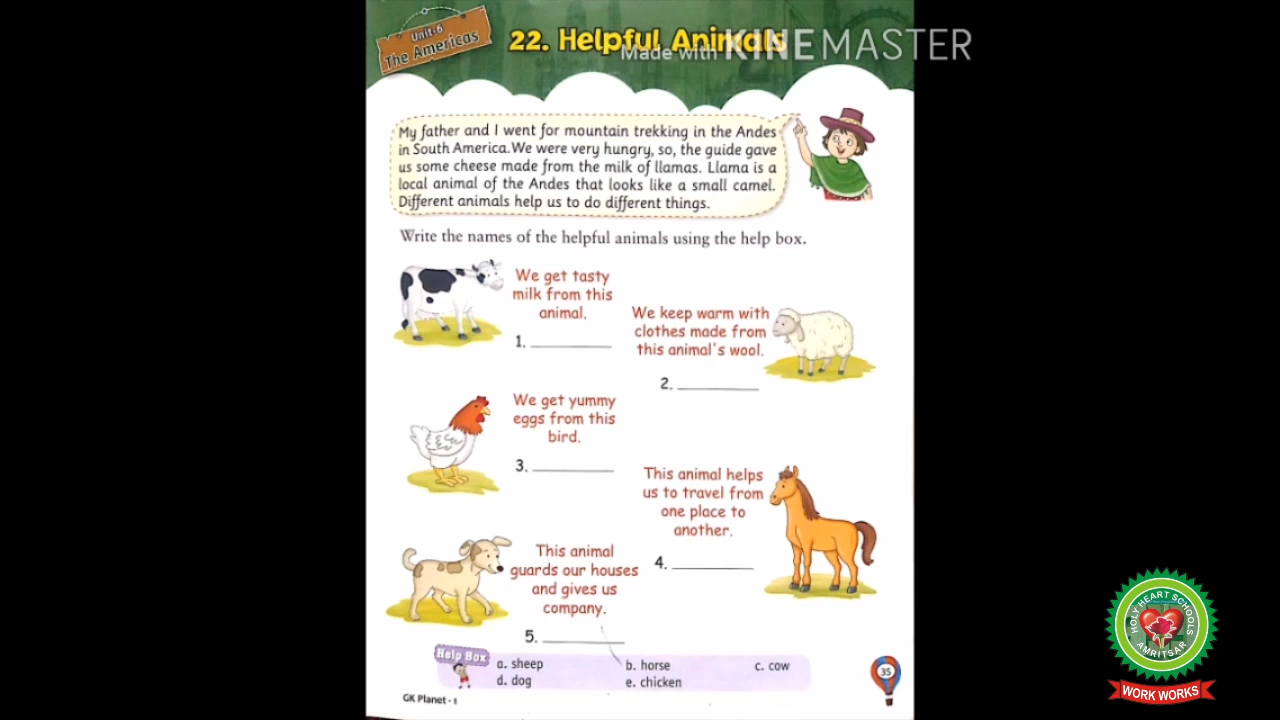 Unit-6
The Americas
22. Helpful Animals
Made with KINEMASTER
My father and I went for mountain trekking in the Andes
in South America. We were very hungry, so, the guide gave
us some cheese made from the milk of llamas. Llama is a
local animal of the Andes that looks like a small camel.
Different animals help us to do different things.
Write the names of the helpful animals using the help box.
We get tasty
milk from this
animal.
1. __________
We keep warm with
clothes made from
this animal's wool.
2. __________
We get yummy
eggs from this
bird.
3. __________
This animal helps
us to travel from
one place to
another.
4. __________
This animal
guards our houses
and gives us
company.
5. __________
Help Box
a. sheep b. horse c. cow
d. dog e. chicken
35
GK Planet - 1
HOLY HEART SCHOOLS
AMRITSAR
WORK WORKS